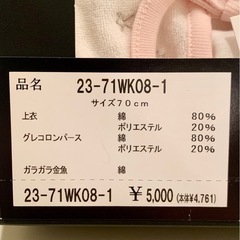 品名 23-71WK08-1
サイズ70cm
上衣 綿 80%
ポリエステル 20%
グレコロンパース 綿 80%
ポリエステル 20%
ガラガラ金魚 綿
23-71WK08-1 ¥5,000(本体¥4,761)